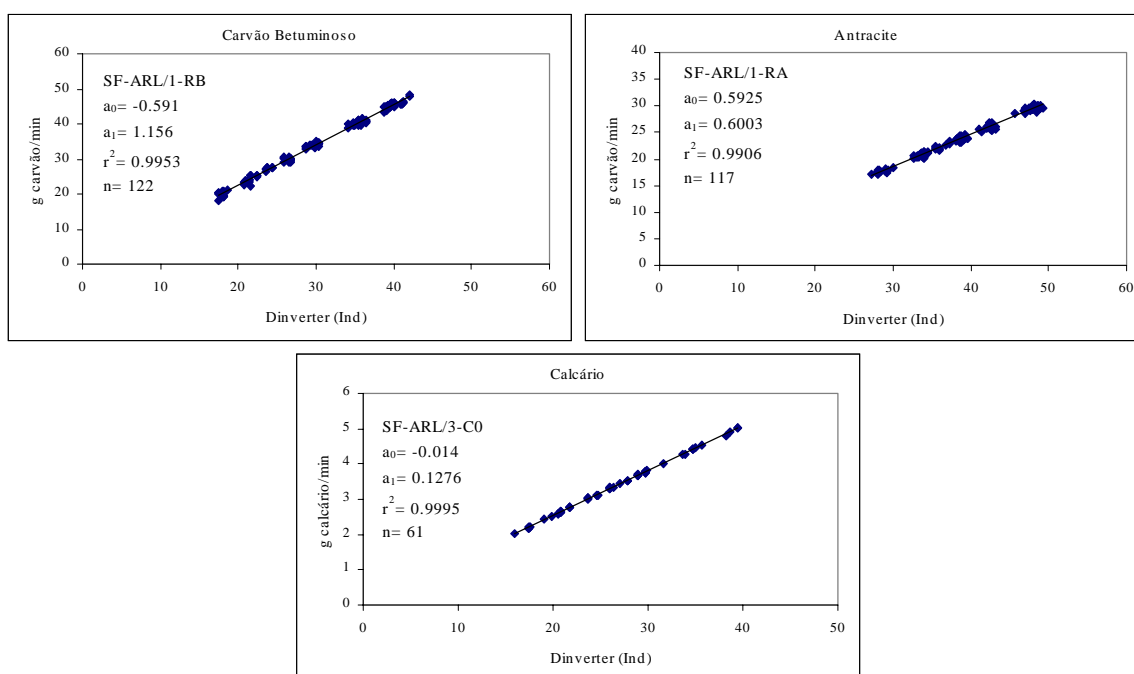 Carvão Betuminoso
g carvão/min
60
50
40
30
20
10
0
SF-ARL/1-RB
a₀= -0.591
a₁= 1.156
r²= 0.9953
n= 122
0 10 20 30 40 50 60
Dinverter (Ind)
Antracite
g carvão/min
40
35
30
25
20
15
10
5
0
SF-ARL/1-RA
a₀= 0.5925
a₁= 0.6003
r²= 0.9906
n= 117
0 10 20 30 40 50 60
Dinverter (Ind)
Calcário
g calcário/min
6
5
4
3
2
1
0
SF-ARL/3-C0
a₀= -0.014
a₁= 0.1276
r²= 0.9995
n= 61
0 10 20 30 40 50
Dinverter (Ind)